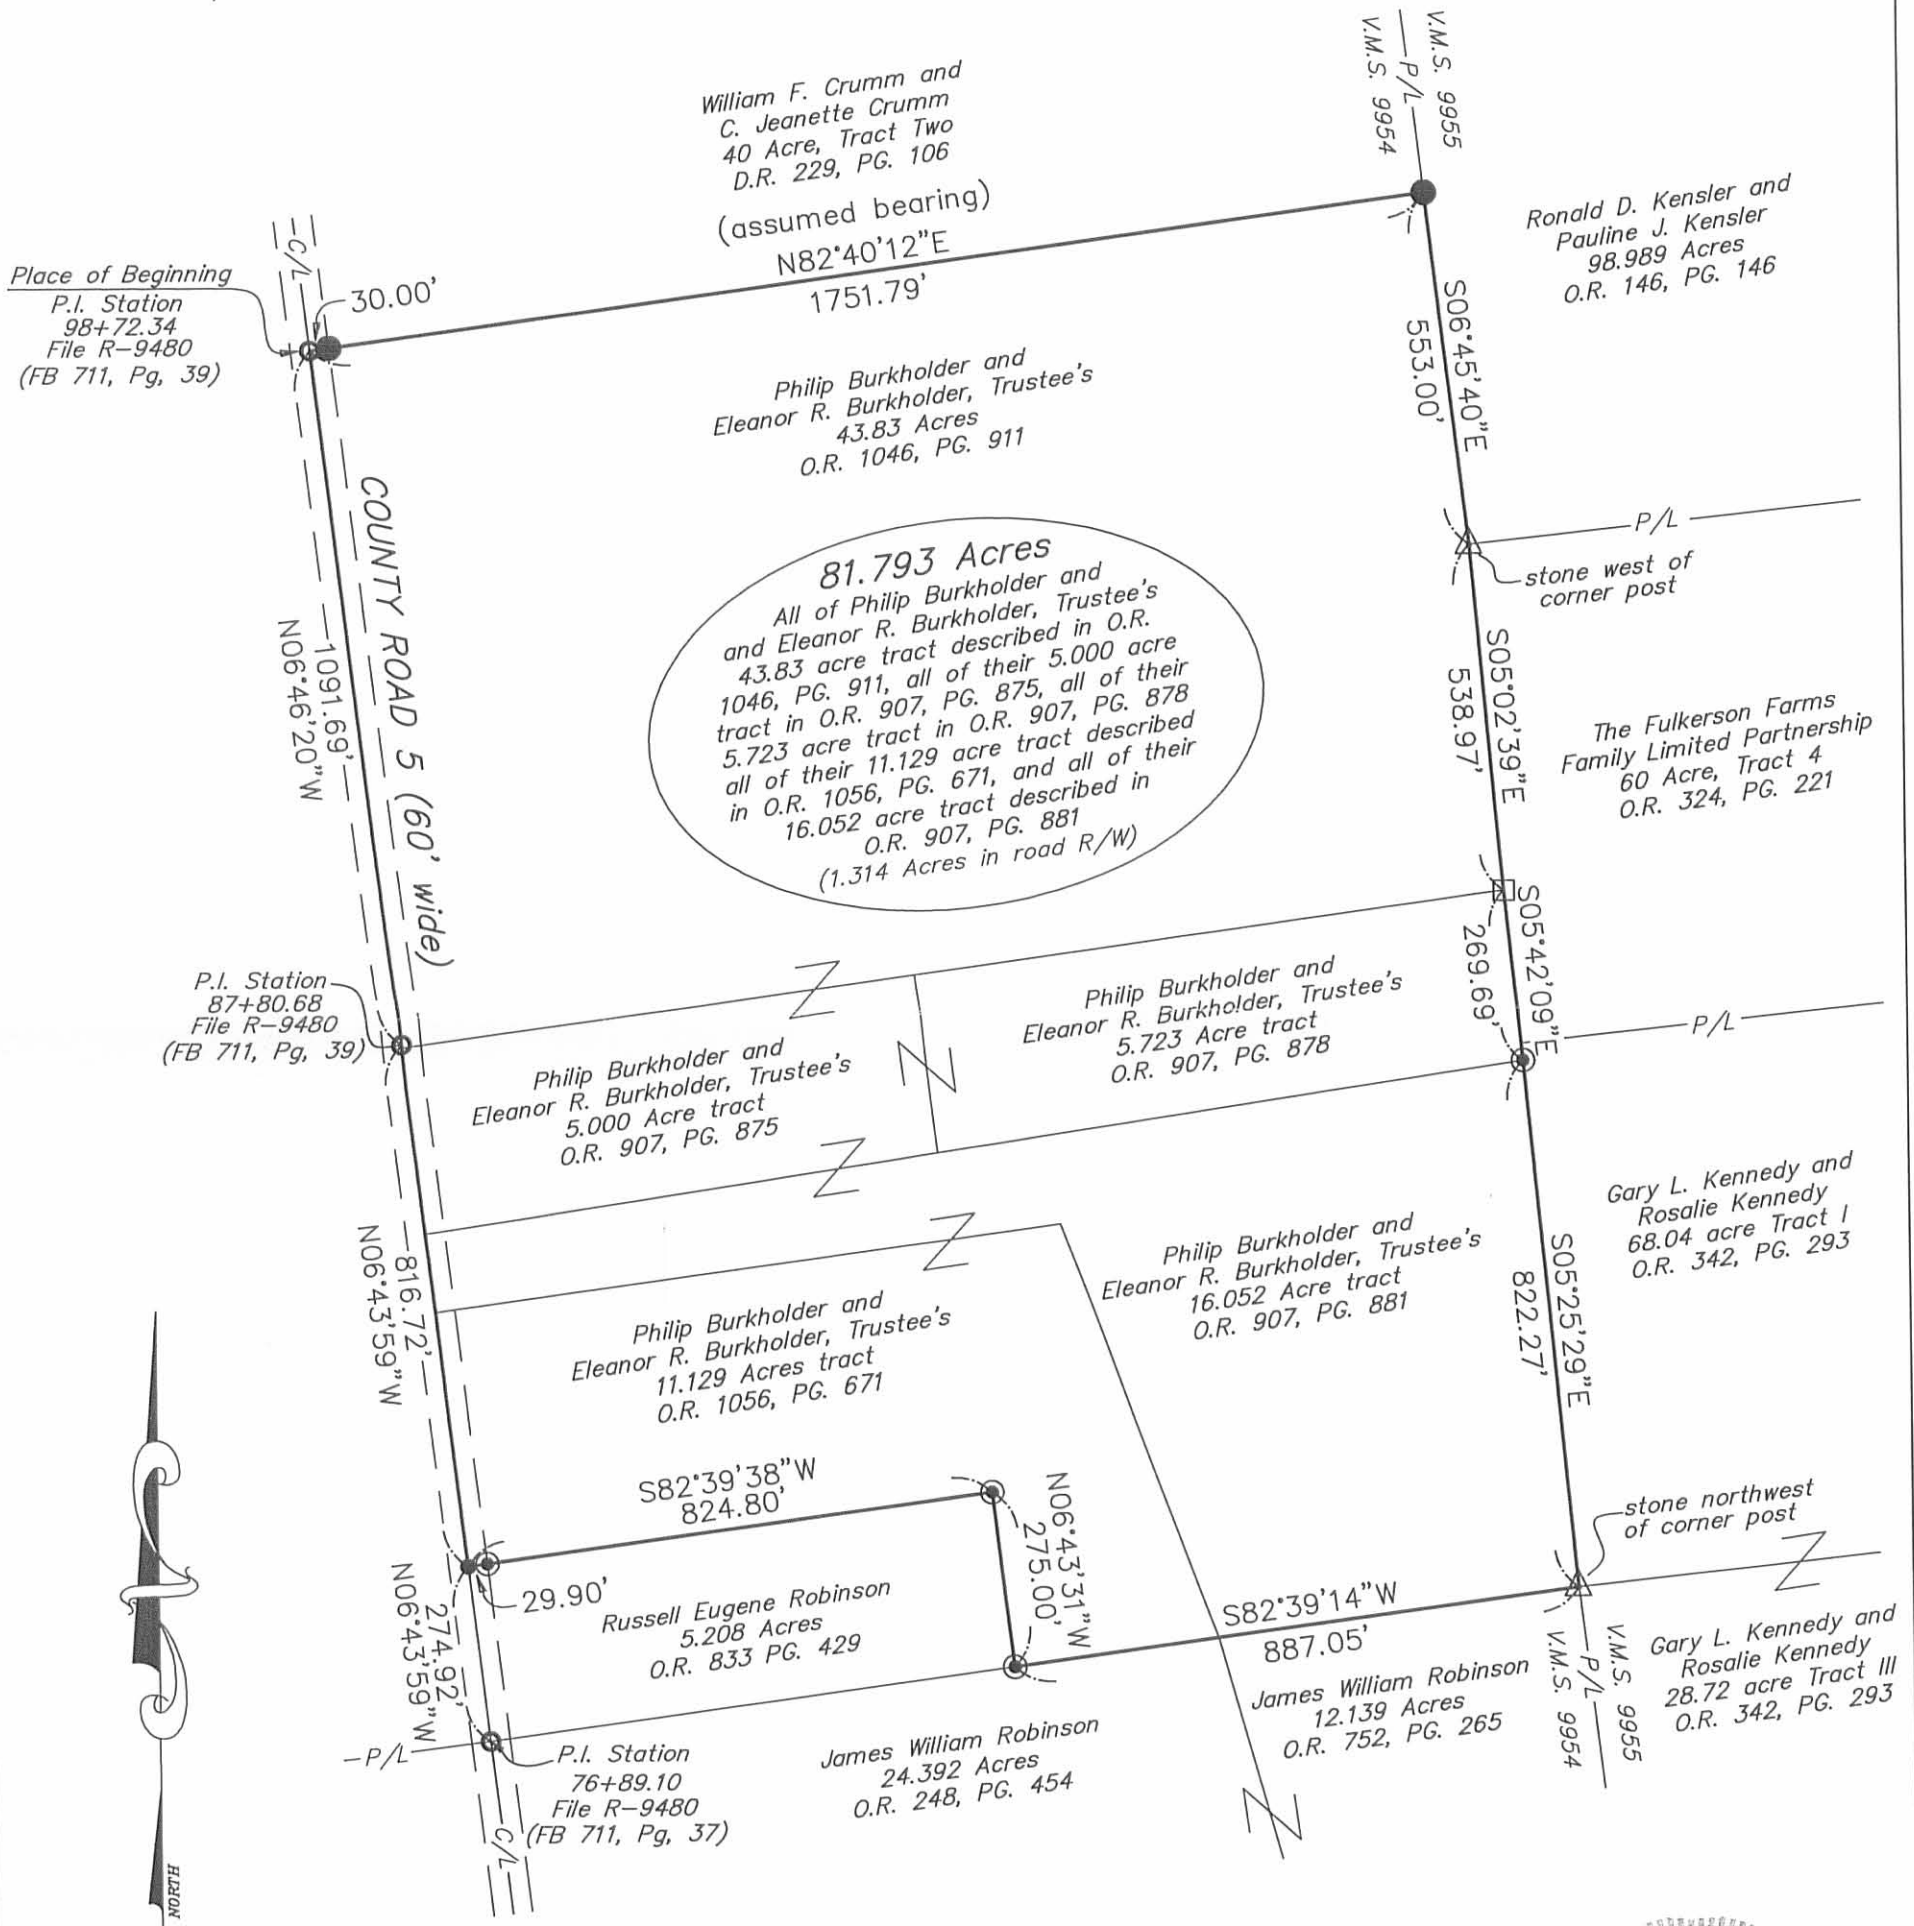 V.M.S. 9955
P/L
V.M.S. 9954
William F. Crumm and
C. Jeanette Crumm
40 Acre, Tract Two
D.R. 229, PG. 106
(assumed bearing)
N82°40'12"E
1751.79'
Ronald D. Kensler and
Pauline J. Kensler
98.989 Acres
O.R. 146, PG. 146
C/L
Place of Beginning
P.I. Station
98+72.34
File R-9480
(FB 711, Pg, 39)
30.00'
S06°45'40"E
553.00'
Philip Burkholder and
Eleanor R. Burkholder, Trustee's
43.83 Acres
O.R. 1046, PG. 911
P/L
stone west of
corner post
81.793 Acres
All of Philip Burkholder and
and Eleanor R. Burkholder, Trustee's
43.83 acre tract described in O.R.
1046, PG. 911, all of their 5.000 acre
tract in O.R. 907, PG. 875, all of their
5.723 acre tract in O.R. 907, PG. 878
all of their 11.129 acre tract described
in O.R. 1056, PG. 671, and all of their
16.052 acre tract described in
O.R. 907, PG. 881
(1.314 Acres in road R/W)
COUNTY ROAD 5 (60' wide)
1091.69'
N06°46'20"W
S05°02'39"E
538.97'
The Fulkerson Farms
Family Limited Partnership
60 Acre, Tract 4
O.R. 324, PG. 221
S05°42'09"E
269.69'
P.I. Station
87+80.68
File R-9480
(FB 711, Pg, 39)
Philip Burkholder and
Eleanor R. Burkholder, Trustee's
5.723 Acre tract
O.R. 907, PG. 878
P/L
Philip Burkholder and
Eleanor R. Burkholder, Trustee's
5.000 Acre tract
O.R. 907, PG. 875
Gary L. Kennedy and
Rosalie Kennedy
68.04 acre Tract I
O.R. 342, PG. 293
Philip Burkholder and
Eleanor R. Burkholder, Trustee's
16.052 Acre tract
O.R. 907, PG. 881
S05°25'29"E
822.27'
816.72'
N06°43'59"W
Philip Burkholder and
Eleanor R. Burkholder, Trustee's
11.129 Acres tract
O.R. 1056, PG. 671
S82°39'38"W
824.80'
N06°43'31"W
275.00'
stone northwest
of corner post
29.90'
Russell Eugene Robinson
5.208 Acres
O.R. 833 PG. 429
274.92'
N06°43'59"W
S82°39'14"W
887.05'
V.M.S. 9955
P/L
V.M.S. 9954
Gary L. Kennedy and
Rosalie Kennedy
28.72 acre Tract III
O.R. 342, PG. 293
James William Robinson
12.139 Acres
O.R. 752, PG. 265
James William Robinson
24.392 Acres
O.R. 248, PG. 454
P/L
P.I. Station
76+89.10
File R-9480
(FB 711, Pg, 37)
C/L
NORTH